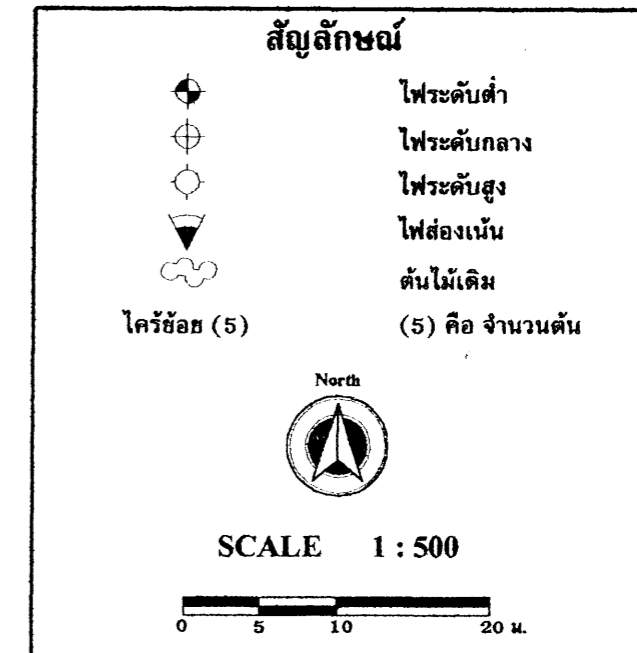 สัญลักษณ์
ไฟระดับต่ำ
ไฟระดับกลาง
ไฟระดับสูง
ไฟส่องเน้น
ต้นไม้เดิม
ไคร้ย้อย (5) (5) คือ จำนวนต้น
North
SCALE 1 : 500
0 5 10 20 ม.